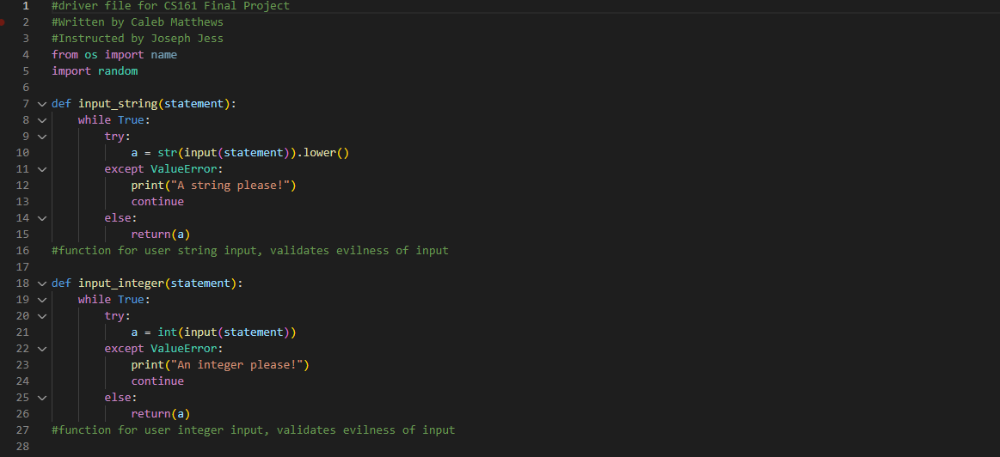 1 #driver file for CS161 Final Project
2 #Written by Caleb Matthews
3 #Instructed by Joseph Jess
4 from os import name
5 import random
6
7 def input_string(statement):
8     while True:
9         try:
10             a = str(input(statement)).lower()
11         except ValueError:
12             print("A string please!")
13             continue
14         else:
15             return(a)
16 #function for user string input, validates evilness of input
17
18 def input_integer(statement):
19     while True:
20         try:
21             a = int(input(statement))
22         except ValueError:
23             print("An integer please!")
24             continue
25         else:
26             return(a)
27 #function for user integer input, validates evilness of input
28